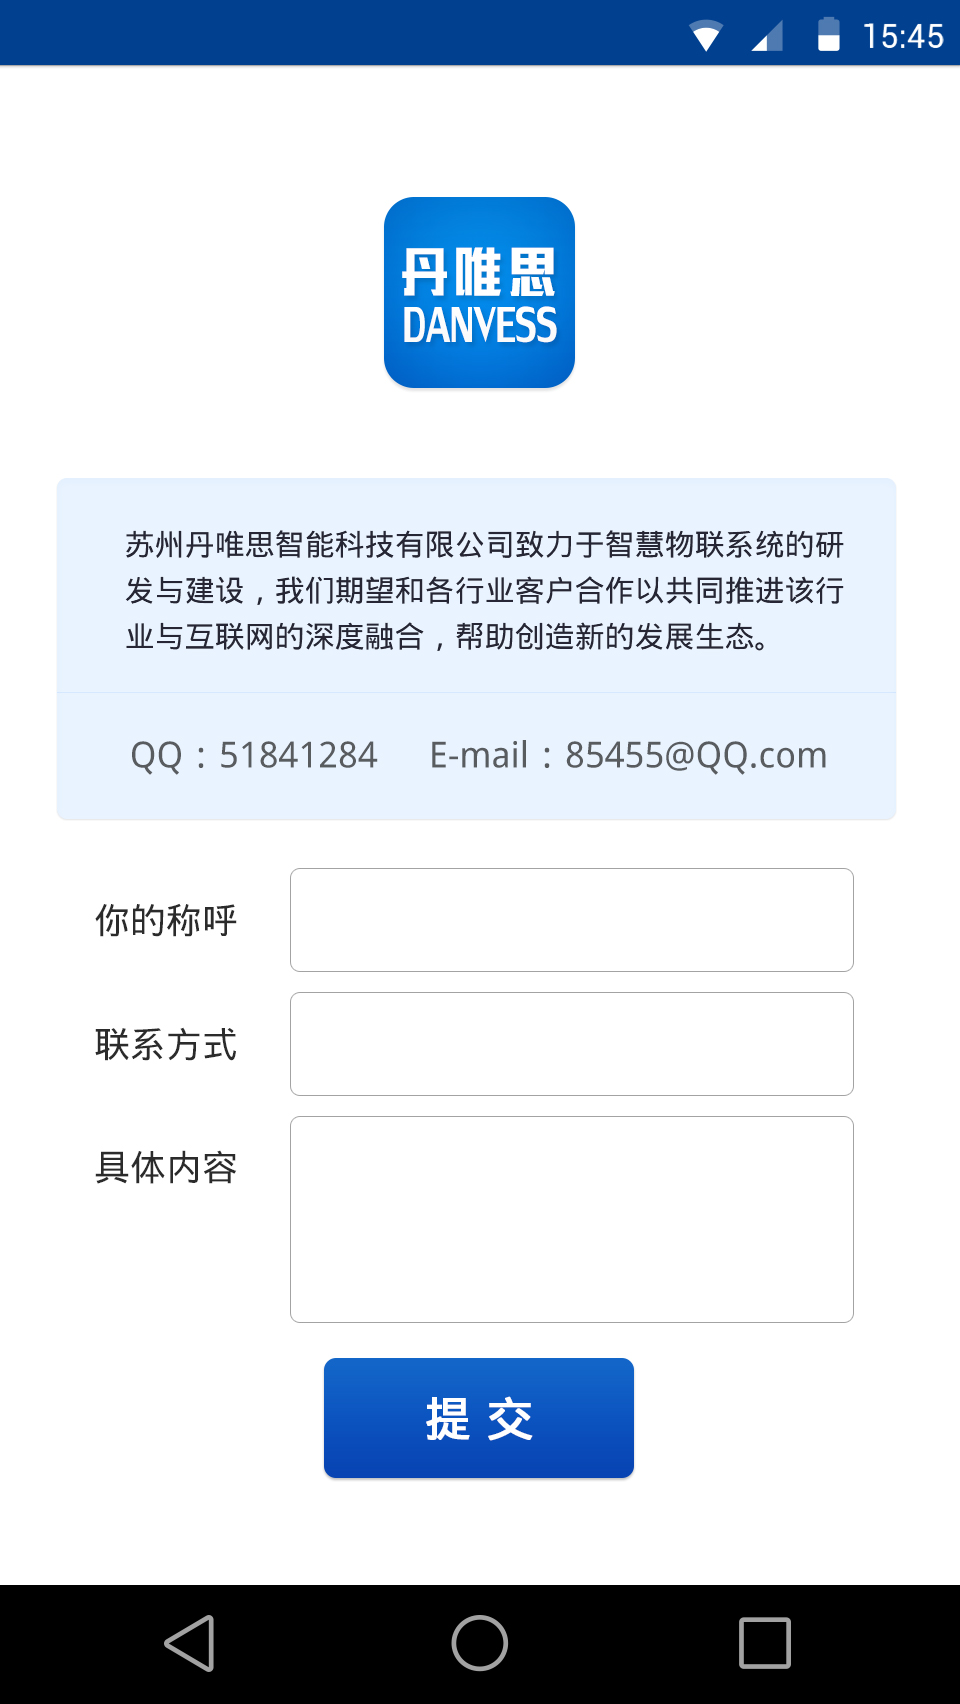 15:45
丹唯思
DANVESS
苏州丹唯思智能科技有限公司致力于智慧物联系统的研
发与建设，我们期望和各行业客户合作以共同推进该行
业与互联网的深度融合，帮助创造新的发展生态。
QQ：51841284 E-mail：85455@QQ.com
你的称呼
联系方式
具体内容
提 交